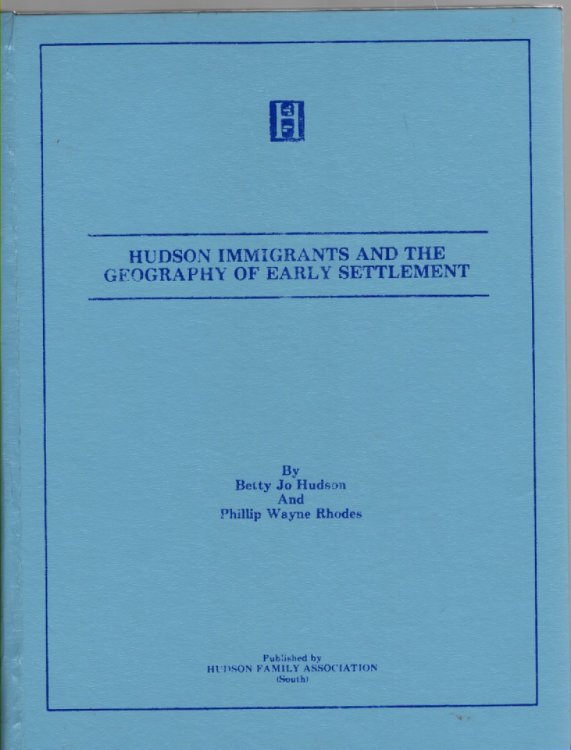 H
HUDSON IMMIGRANTS AND THE
GEOGRAPHY OF EARLY SETTLEMENT
By
Betty Jo Hudson
And
Phillip Wayne Rhodes
Published by
HUDSON FAMILY ASSOCIATION
(South)